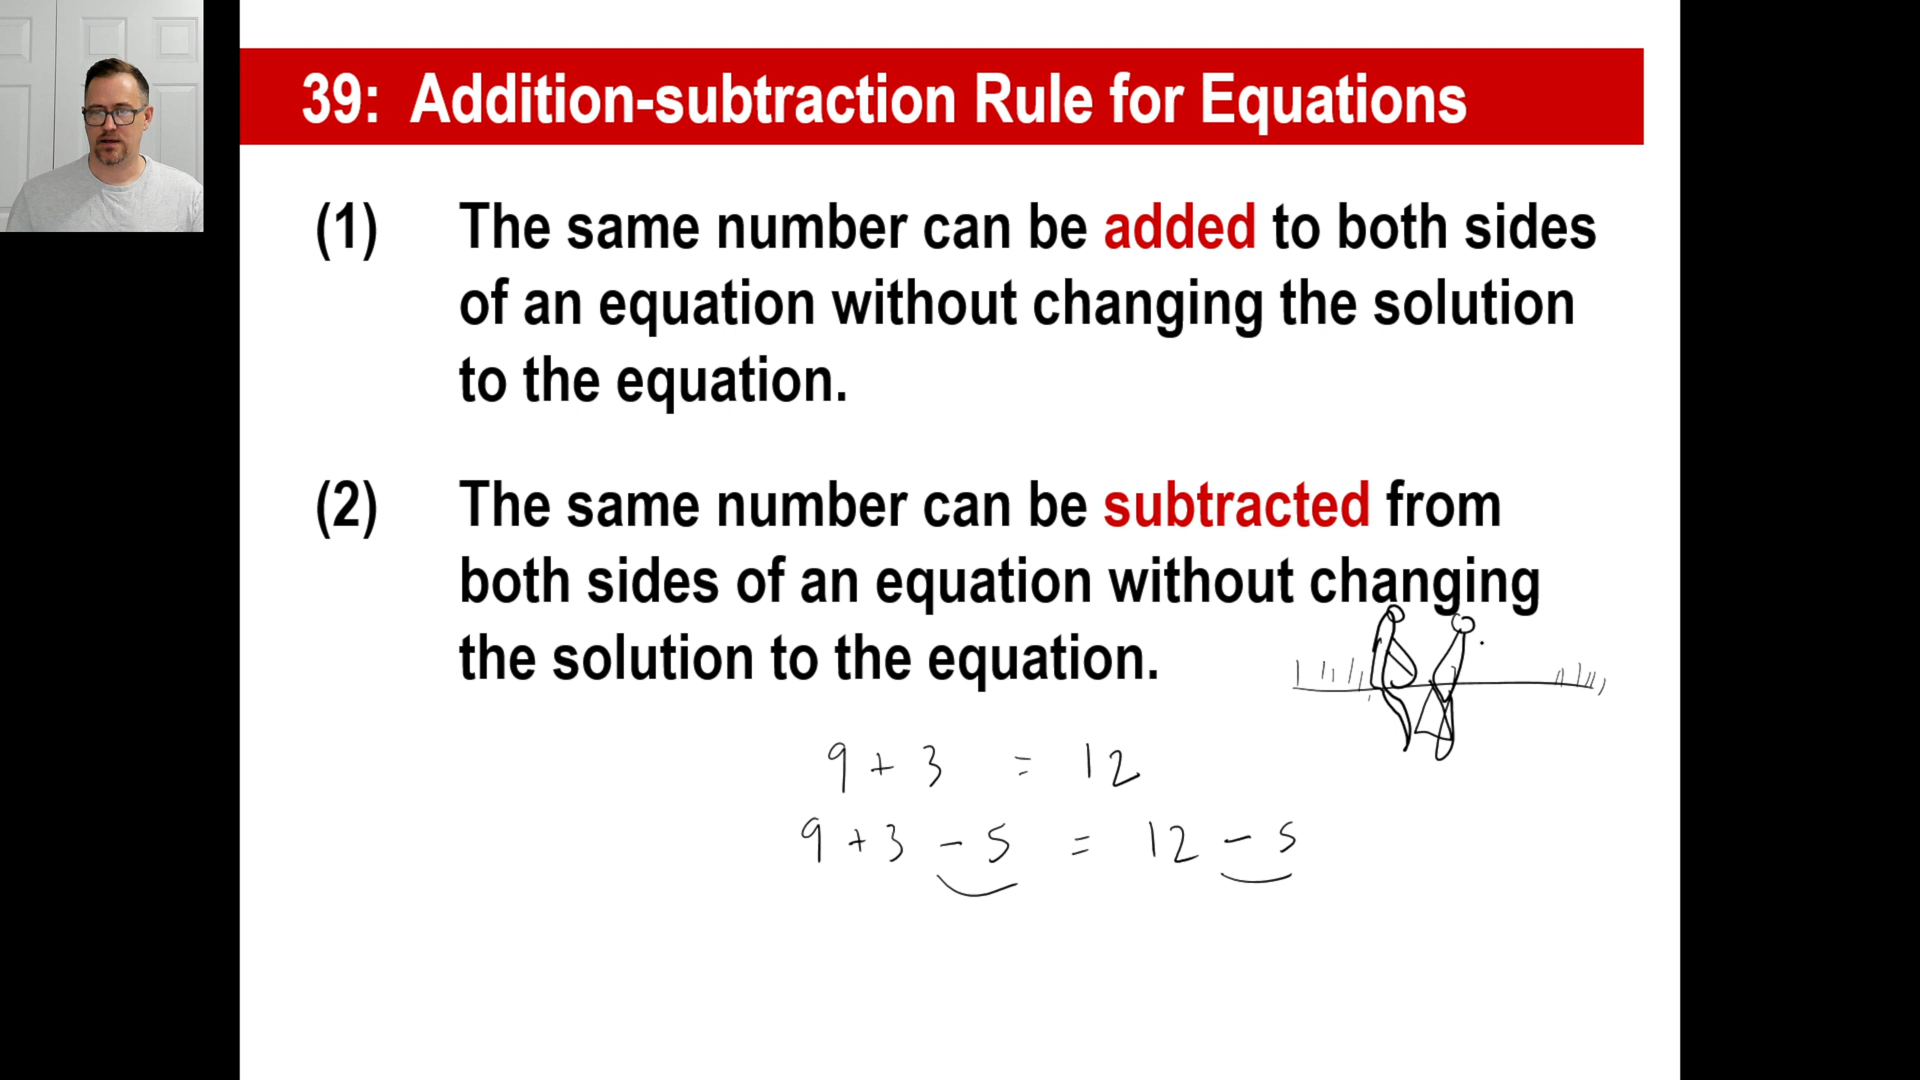 39: Addition-subtraction Rule for Equations
(1) The same number can be added to both sides
of an equation without changing the solution
to the equation.
(2) The same number can be subtracted from
both sides of an equation without changing
the solution to the equation.
9 + 3 = 12
9 + 3 - 5 = 12 - 5